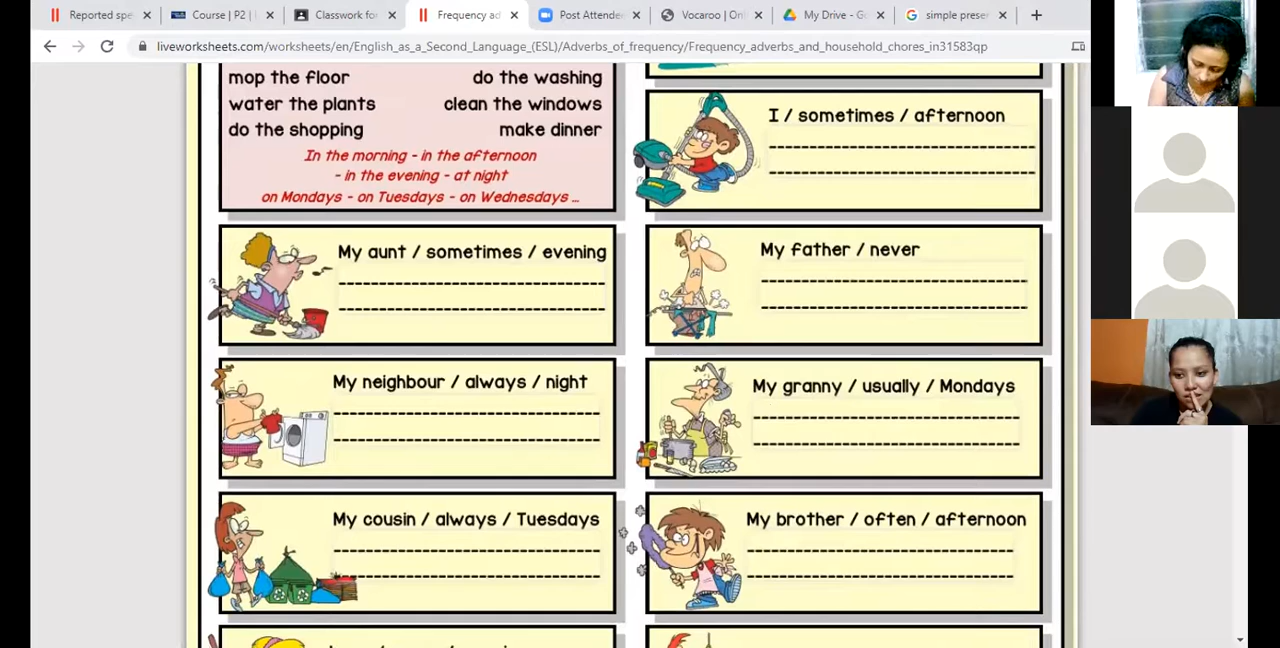 Reported spe
Course | P2 |
Classwork for
Frequency ad
Post Attende
Vocaroo | Onl
My Drive - Go
simple preser
liveworksheets.com/worksheets/en/English_as_a_Second_Language_(ESL)/Adverbs_of_frequency/Frequency_adverbs_and_household_chores_in31583qp
mop the floor do the washing
water the plants clean the windows
do the shopping make dinner
In the morning - in the afternoon
- in the evening - at night
on Mondays - on Tuesdays - on Wednesdays ...
I / sometimes / afternoon
My aunt / sometimes / evening
My father / never
My neighbour / always / night
My granny / usually / Mondays
My cousin / always / Tuesdays
My brother / often / afternoon